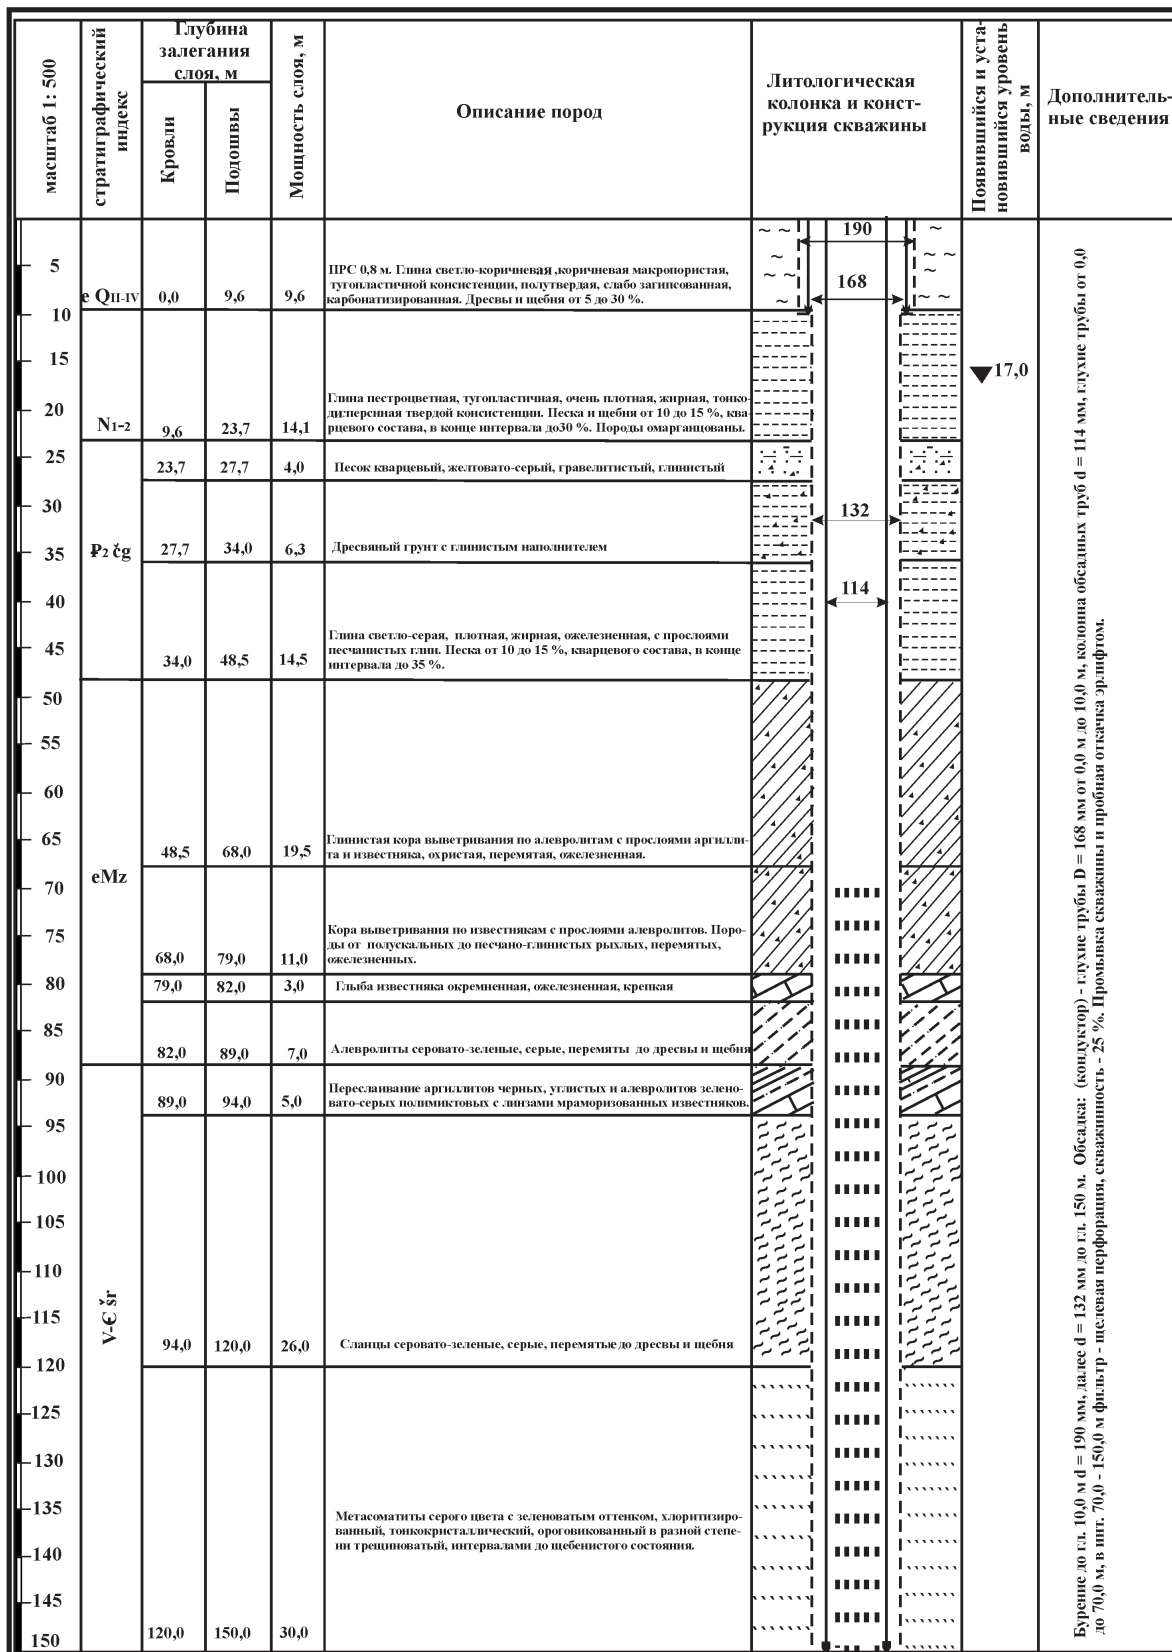 масштаб 1: 500
стратиграфический
индекс
Глубина
залегания
слоя, м
Кровли
Подошвы
Мощность слоя, м
Описание пород
Литологическая
колонка и конст-
рукция скважины
Появившийся и уста-
новившийся уровень
воды, м
Дополнитель-
ные сведения
5
10
15
20
25
30
35
40
45
50
55
60
65
70
75
80
85
90
95
100
105
110
115
120
125
130
135
140
145
150
e QII-IV
0,0 9,6 9,6
ПРС 0,8 м. Глина светло-коричневая ,коричневая макропористая,
тугопластичной консистенции, полутвердая, слабо загипсованная,
карбонатизированная. Дресвы и щебня от 5 до 30 %.
N1-2
9,6 23,7 14,1
Глина пестроцветная, тугопластичная, очень плотная, жирная, тонко-
дисперсная твердой консистенции. Песка и щебня от 10 до 15 %, ква-
рцевого состава, в конце интервала до30 %. Породы омарганцованы.
₽2 čg
23,7 27,7 4,0
Песок кварцевый, желтовато-серый, гравелитистый, глинистый
27,7 34,0 6,3
Дресвяный грунт с глинистым наполнителем
34,0 48,5 14,5
Глина светло-серая, плотная, жирная, ожелезненная, с прослоями
песчанистых глин. Песка от 10 до 15 %, кварцевого состава, в конце
интервала до 35 %.
eMz
48,5 68,0 19,5
Глинистая кора выветривания по алевролитам с прослоями аргилли-
та и известняка, охристая, перемятая, ожелезненная.
68,0 79,0 11,0
Кора выветривания по известнякам с прослоями алевролитов. Поро-
ды от полускальных до песчано-глинистых рыхлых, перемятых,
ожелезненных.
79,0 82,0 3,0
Глыба известняка окремненная, ожелезненная, крепкая
82,0 89,0 7,0
Алевролиты серовато-зеленые, серые, перемяты до дресвы и щебня
V-Є šr
89,0 94,0 5,0
Переслаивание аргиллитов черных, углистых и алевролитов зелено-
вато-серых полимиктовых с линзами мраморизованных известняков.
94,0 120,0 26,0
Сланцы серовато-зеленые, серые, перемятые до дресвы и щебня
120,0 150,0 30,0
Метасоматиты серого цвета с зеленоватым оттенком, хлоритизиро-
ванный, тонкокристаллический, ороговикованный в разной степе-
ни трещиноватый, интервалами до щебенистого состояния.
190
168
132
114
17,0
Бурение до гл. 10,0 м d = 190 мм, далее d = 132 мм до гл. 150 м. Обсадка: (кондуктор) - глухие трубы D = 168 мм от 0,0 м до 10,0 м, колонна обсадных труб d = 114 мм, глухие трубы от 0,0
до 70,0 м, в инт. 70,0 - 150,0 м фильтр - щелевая перфорация, скважинность - 25 %. Промывка скважины и пробная откачка эрлифтом.